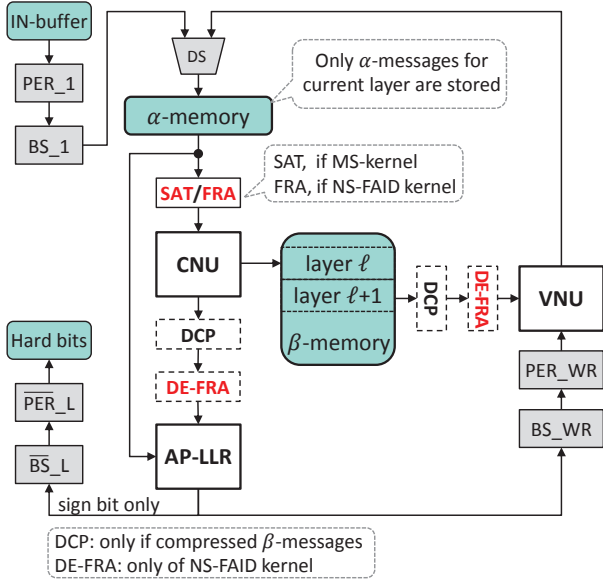 IN-buffer
PER_1
BS_1
DS
Only α-messages for
current layer are stored
α-memory
SAT, if MS-kernel
FRA, if NS-FAID kernel
SAT/FRA
CNU
layer ℓ
layer ℓ+1
β-memory
DCP
DE-FRA
VNU
DCP
DE-FRA
PER_WR
BS_WR
Hard bits
P̅E̅R̅_L
B̅S̅_L
AP-LLR
sign bit only
DCP: only if compressed β-messages
DE-FRA: only of NS-FAID kernel